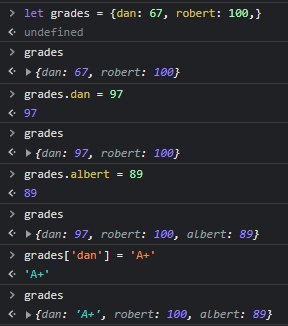 > let grades = {dan: 67, robert: 100,}
< undefined
> grades
< ▶ {dan: 67, robert: 100}
> grades.dan = 97
< 97
> grades
< ▶ {dan: 97, robert: 100}
> grades.albert = 89
< 89
> grades
< ▶ {dan: 97, robert: 100, albert: 89}
> grades['dan'] = 'A+'
< 'A+'
> grades
< ▶ {dan: 'A+', robert: 100, albert: 89}